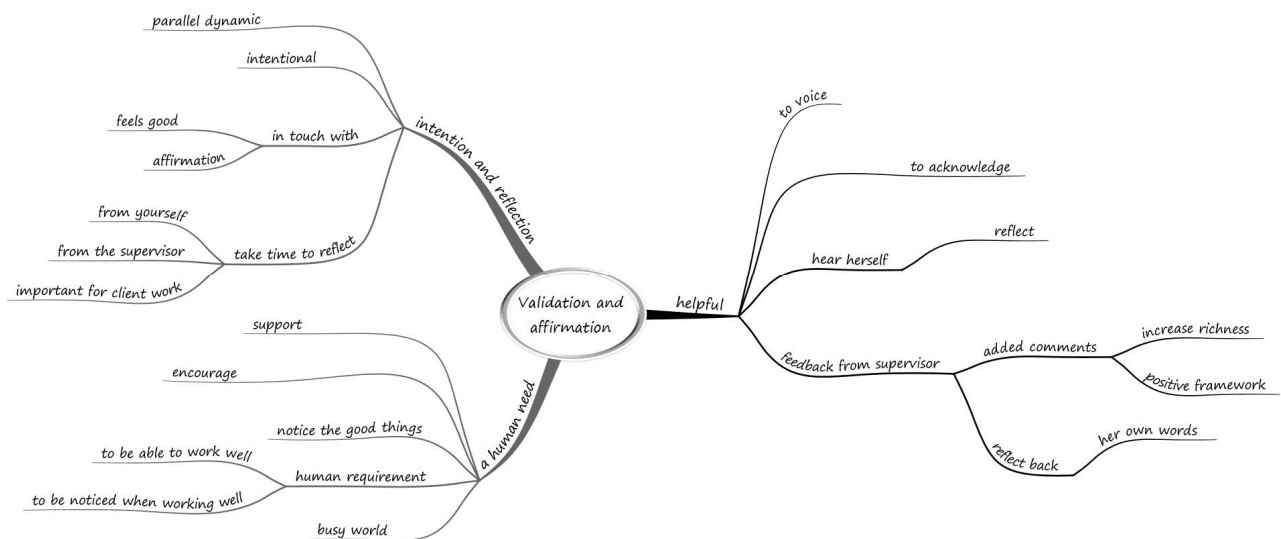 parallel dynamic
intentional
feels good
affirmation
in touch with
from yourself
from the supervisor
important for client work
take time to reflect
intention and reflection
Validation and
affirmation
support
encourage
notice the good things
to be able to work well
to be noticed when working well
human requirement
busy world
a human need
helpful
to voice
to acknowledge
hear herself
reflect
feedback from supervisor
added comments
increase richness
positive framework
reflect back
her own words